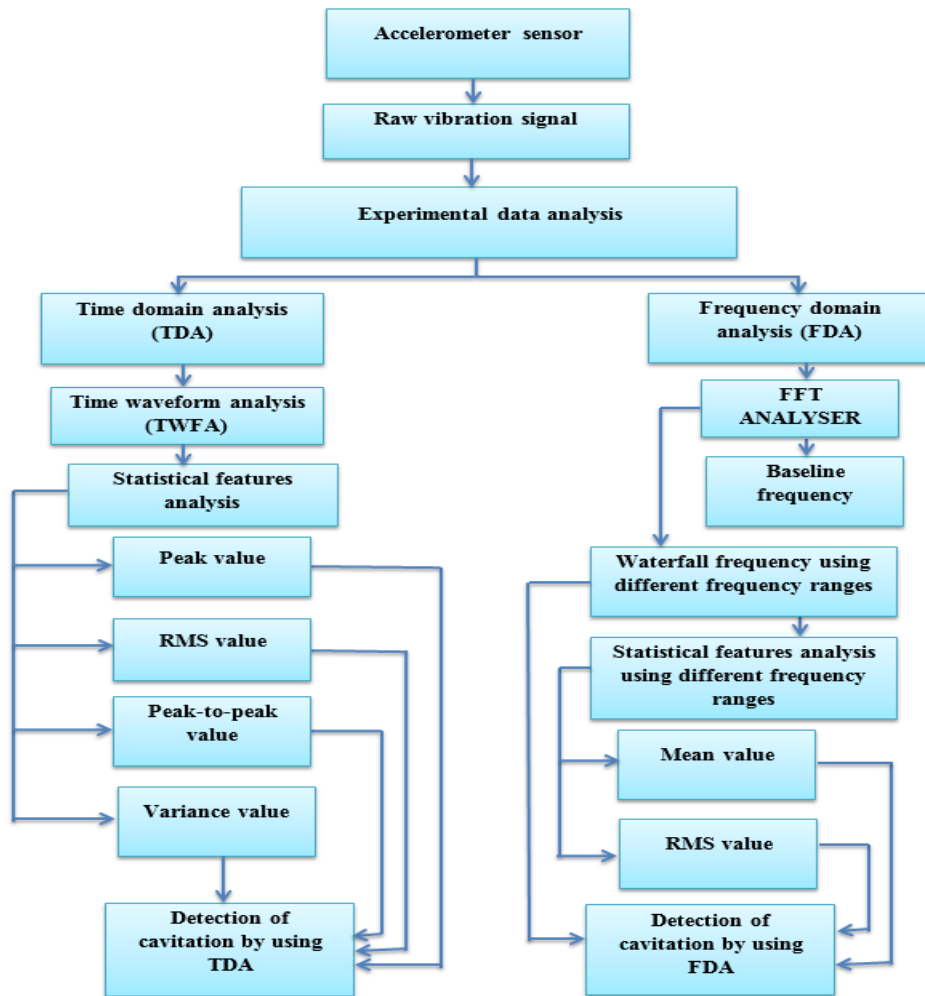 Accelerometer sensor
Raw vibration signal
Experimental data analysis
Time domain analysis
(TDA)
Time waveform analysis
(TWFA)
Statistical features
analysis
Peak value
RMS value
Peak-to-peak
value
Variance value
Detection of
cavitation by using
TDA
Frequency domain
analysis (FDA)
FFT
ANALYSER
Baseline
frequency
Waterfall frequency using
different frequency ranges
Statistical features analysis
using different frequency
ranges
Mean value
RMS value
Detection of
cavitation by using
FDA